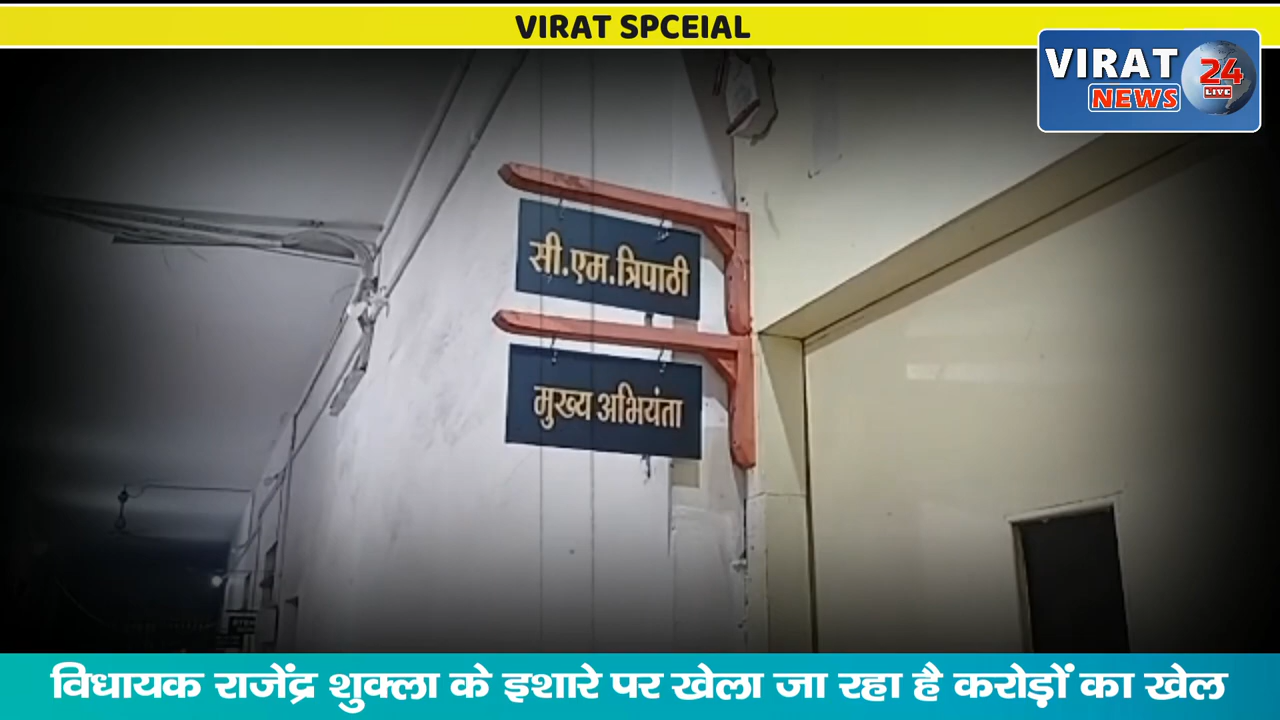 VIRAT SPCEIAL
VIRAT
24
LIVE
NEWS
सी.एम.त्रिपाठी
मुख्य अभियंता
विधायक राजेंद्र शुक्ला के इशारे पर खेला जा रहा है करोड़ों का खेल